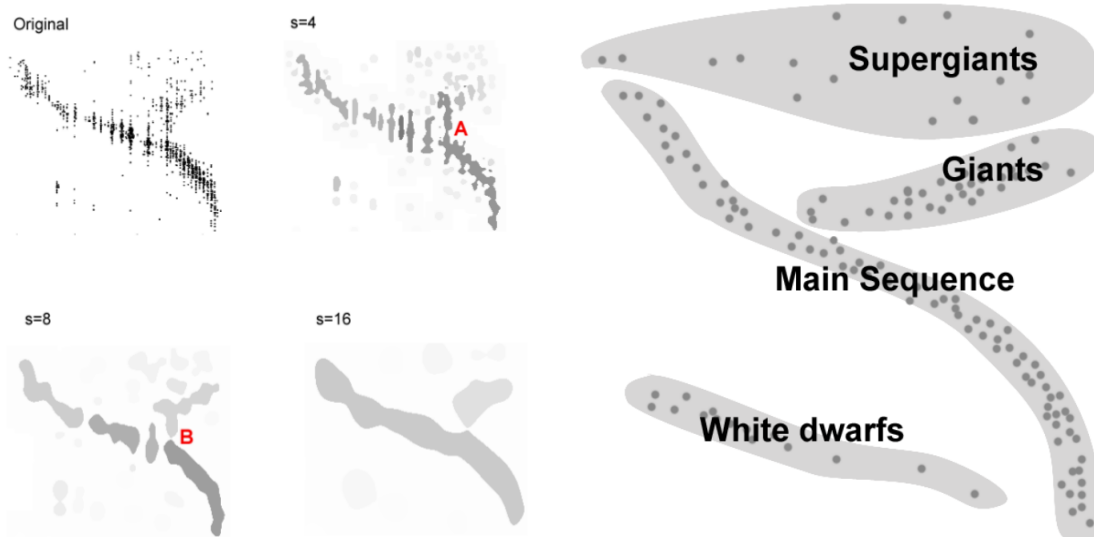 Original
s=4
A
s=8
B
s=16
Supergiants
Giants
Main Sequence
White dwarfs